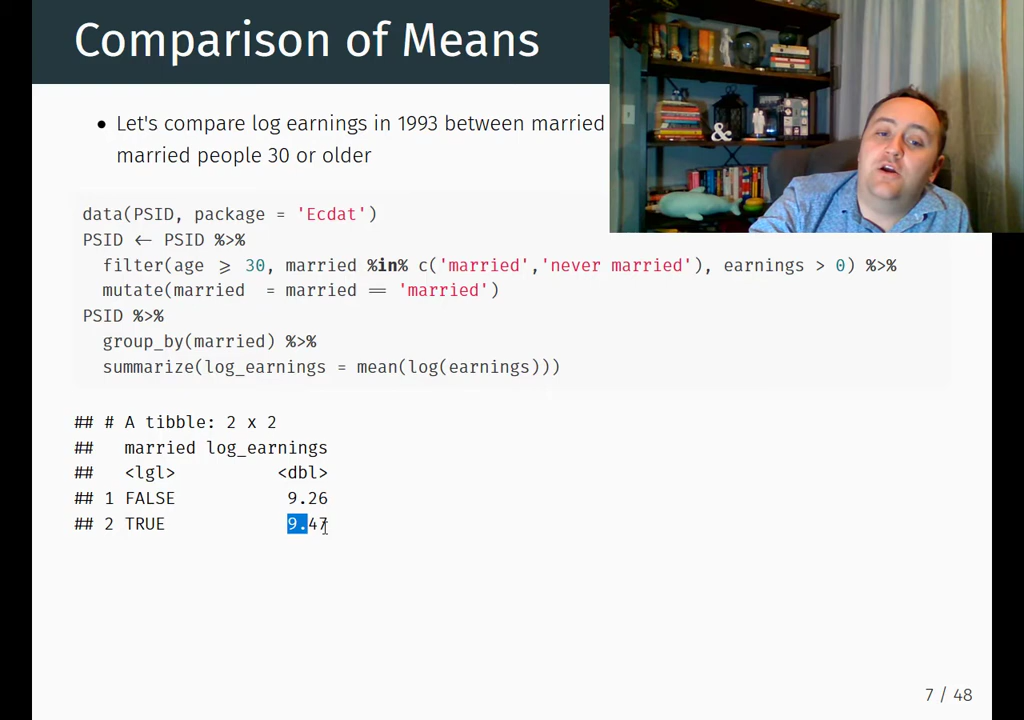 Comparison of Means
• Let's compare log earnings in 1993 between married
married people 30 or older
data(PSID, package = 'Ecdat')
PSID ← PSID %>%
filter(age ⩾ 30, married %in% c('married','never married'), earnings > 0) %>%
mutate(married = married == 'married')
PSID %>%
group_by(married) %>%
summarize(log_earnings = mean(log(earnings)))
## # A tibble: 2 x 2
## married log_earnings
## <lgl> <dbl>
## 1 FALSE 9.26
## 2 TRUE 9.47
&
7 / 48